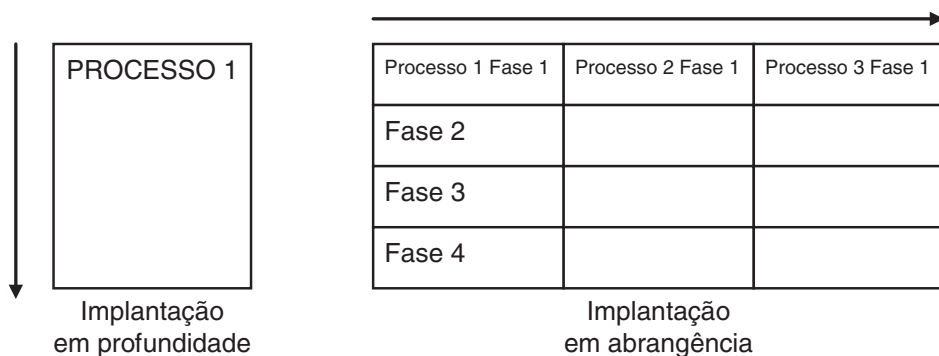 PROCESSO 1
Implantação
em profundidade
Processo 1 Fase 1
Processo 2 Fase 1
Processo 3 Fase 1
Fase 2
Fase 3
Fase 4
Implantação
em abrangência